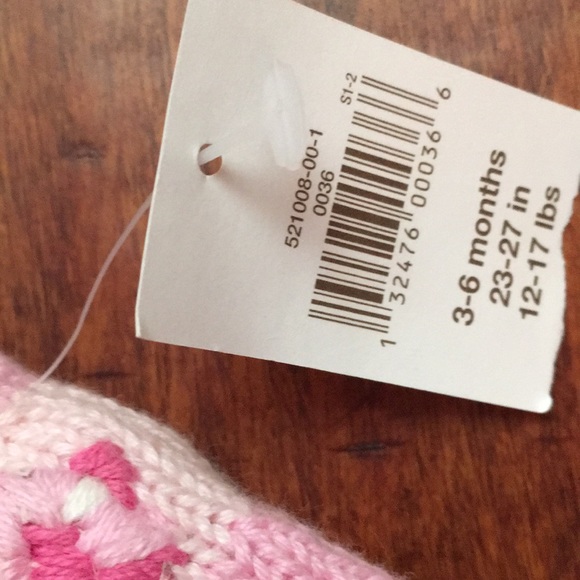 S1-2
521008-00-1
0036
1 32476 00036 6
3-6 months
23-27 in
12-17 lbs